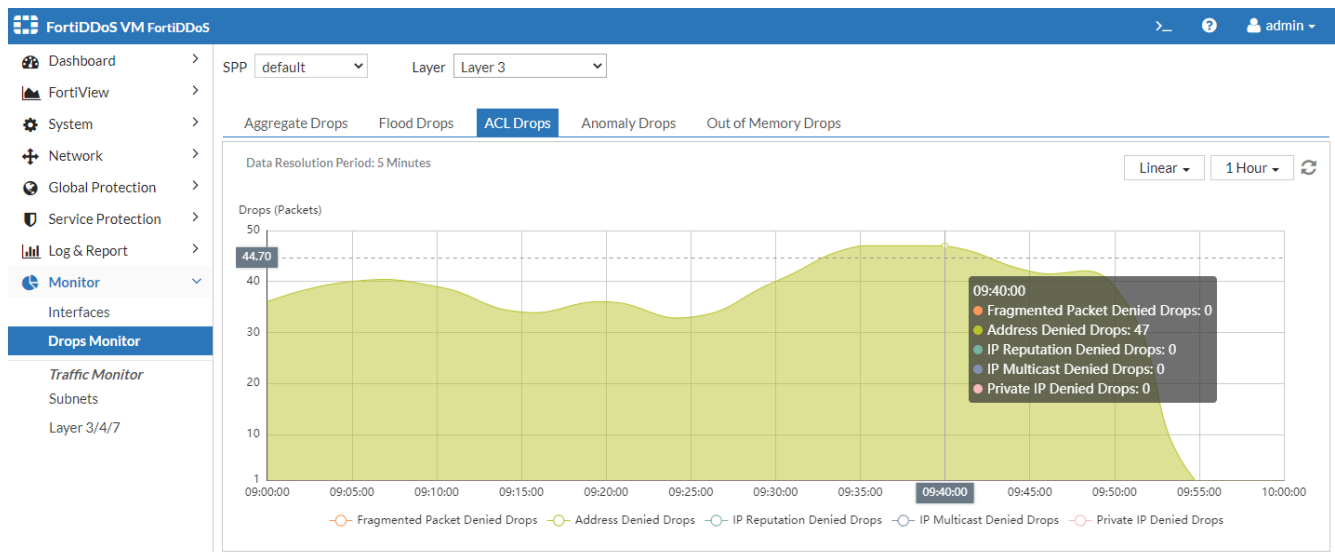 FortiDDoS VM FortiDDoS
>_
?
admin
Dashboard
FortiView
System
Network
Global Protection
Service Protection
Log & Report
Monitor
Interfaces
Drops Monitor
Traffic Monitor
Subnets
Layer 3/4/7
SPP default Layer Layer 3
Aggregate Drops Flood Drops ACL Drops Anomaly Drops Out of Memory Drops
Data Resolution Period: 5 Minutes
Linear 1 Hour
Drops (Packets)
50
44.70
40
30
20
10
1
09:40:00
Fragmented Packet Denied Drops: 0
Address Denied Drops: 47
IP Reputation Denied Drops: 0
IP Multicast Denied Drops: 0
Private IP Denied Drops: 0
09:00:00 09:05:00 09:10:00 09:15:00 09:20:00 09:25:00 09:30:00 09:35:00 09:40:00 09:45:00 09:50:00 09:55:00 10:00:00
Fragmented Packet Denied Drops Address Denied Drops IP Reputation Denied Drops IP Multicast Denied Drops Private IP Denied Drops